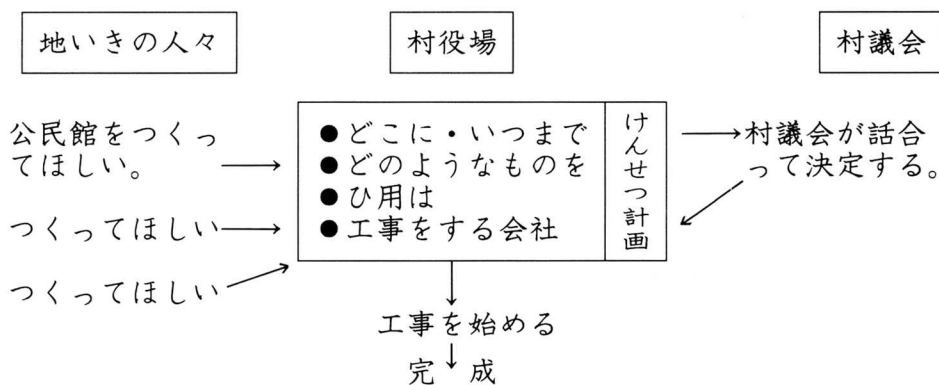 地いきの人々
村役場
村議会
公民館をつくっ
てほしい。
つくってほしい
つくってほしい
●どこに・いつまで
●どのようなものを
●ひ用は
●工事をする会社
けんせつ計画
村議会が話合
って決定する。
工事を始める
完成